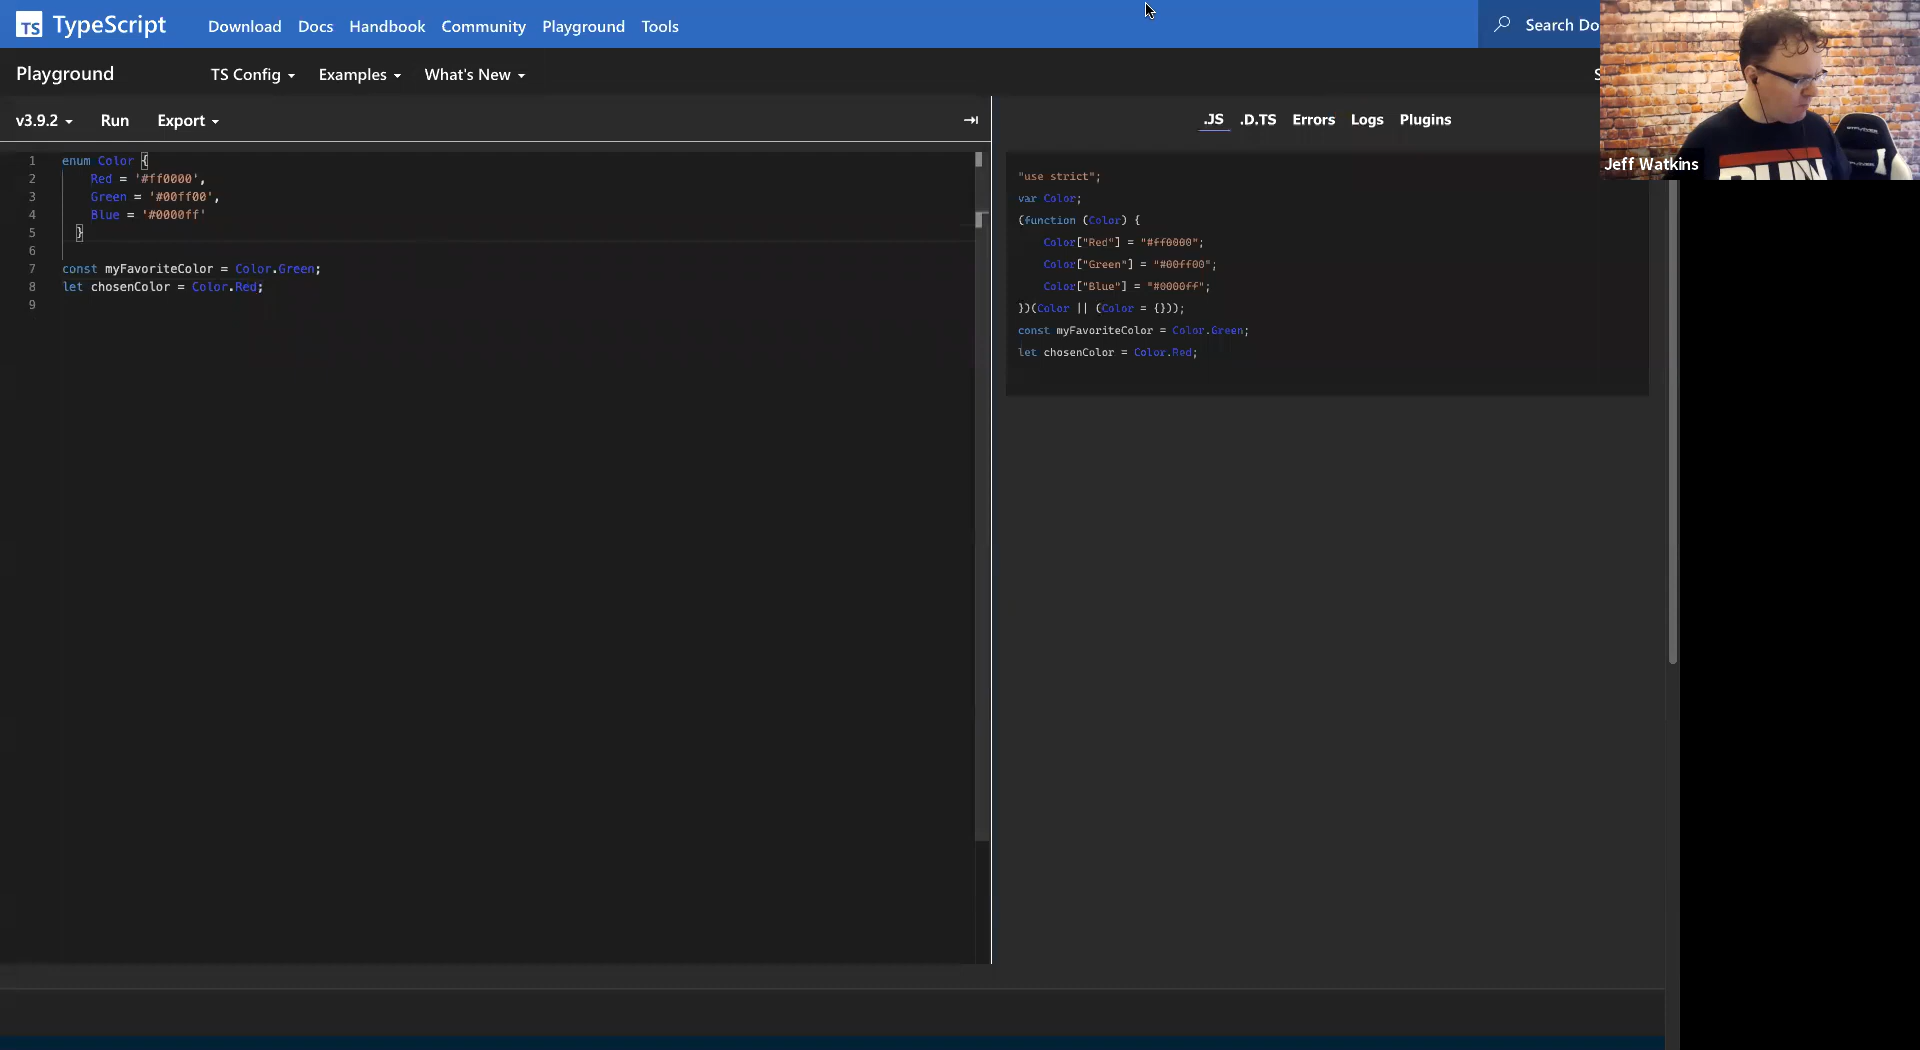 TS TypeScript Download Docs Handbook Community Playground Tools Search Do
Playground TS Config Examples What's New S
Jeff Watkins
v3.9.2 Run Export
.JS .D.TS Errors Logs Plugins
1 enum Color {
2 Red = '#ff0000',
3 Green = '#00ff00',
4 Blue = '#0000ff'
5 }
6
7 const myFavoriteColor = Color.Green;
8 let chosenColor = Color.Red;
9
"use strict";
var Color;
(function (Color) {
Color["Red"] = "#ff0000";
Color["Green"] = "#00ff00";
Color["Blue"] = "#0000ff";
})(Color || (Color = {}));
const myFavoriteColor = Color.Green;
let chosenColor = Color.Red;